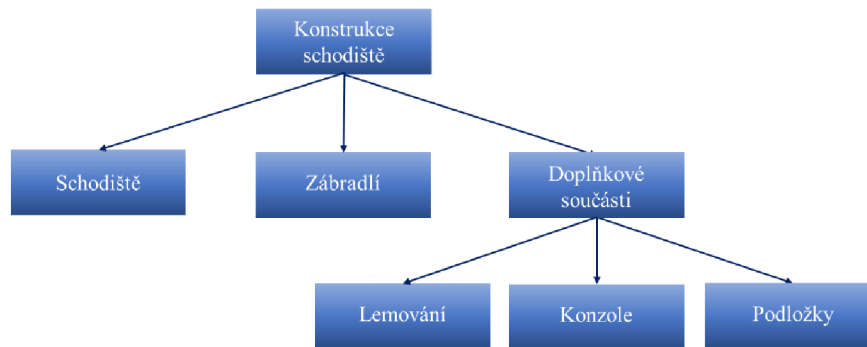 Konstrukce
schodiště
Schodiště
Zábradlí
Doplňkové
součásti
Lemování
Konzole
Podložky